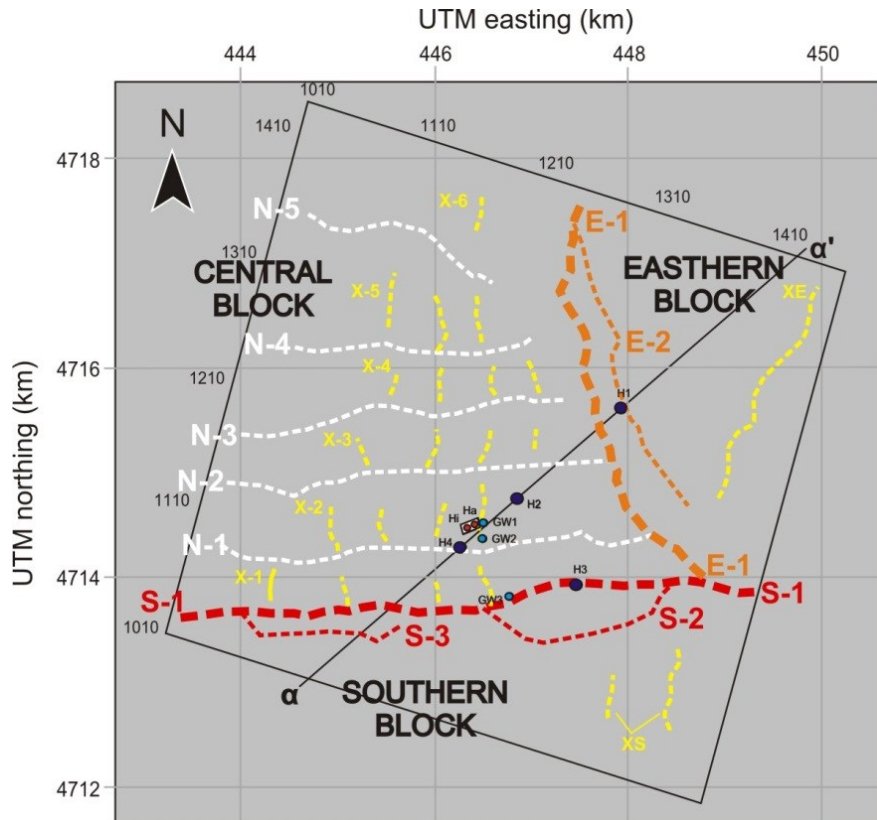 UTM easting (km)
444 446 448 450
1010
N 1410 1110
4718
1210
X-6 1310
N-5 E-1 1410
α'
1310
CENTRAL EASTHERN
BLOCK BLOCK
X-5 XE
N-4 E-2
4716
X-4
1210
H1
N-3
X-3
N-2
1110 X-2 H2
Ha
Hi GW1
N-1 H4 GW2
UTM northing (km)
4714
X-1 H3 E-1
S-1 GW3 S-1
1010 S-3 S-2
α SOUTHERN
BLOCK
XS
4712